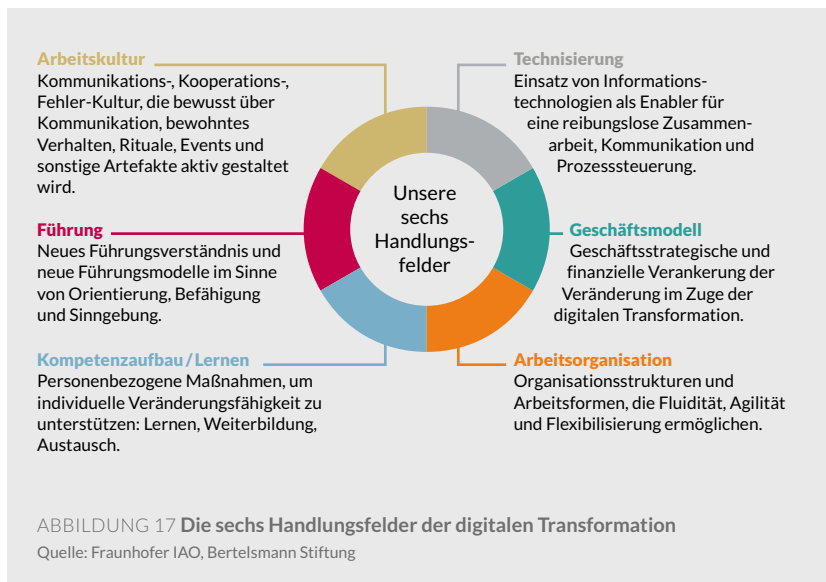 Arbeitskultur
Kommunikations-, Kooperations-,
Fehler-Kultur, die bewusst über
Kommunikation, bewohntes
Verhalten, Rituale, Events und
sonstige Artefakte aktiv gestaltet
wird.
Führung
Neues Führungsverständnis und
neue Führungsmodelle im Sinne
von Orientierung, Befähigung
und Sinngebung.
Kompetenzaufbau / Lernen
Personenbezogene Maßnahmen, um
individuelle Veränderungsfähigkeit zu
unterstützen: Lernen, Weiterbildung,
Austausch.
Unsere
sechs
Handlungs-
felder
Technisierung
Einsatz von Informations-
technologien als Enabler für
eine reibungslose Zusammen-
arbeit, Kommunikation und
Prozesssteuerung.
Geschäftsmodell
Geschäftsstrategische und
finanzielle Verankerung der
Veränderung im Zuge der
digitalen Transformation.
Arbeitsorganisation
Organisationsstrukturen und
Arbeitsformen, die Fluidität, Agilität
und Flexibilisierung ermöglichen.
ABBILDUNG 17 Die sechs Handlungsfelder der digitalen Transformation
Quelle: Fraunhofer IAO, Bertelsmann Stiftung